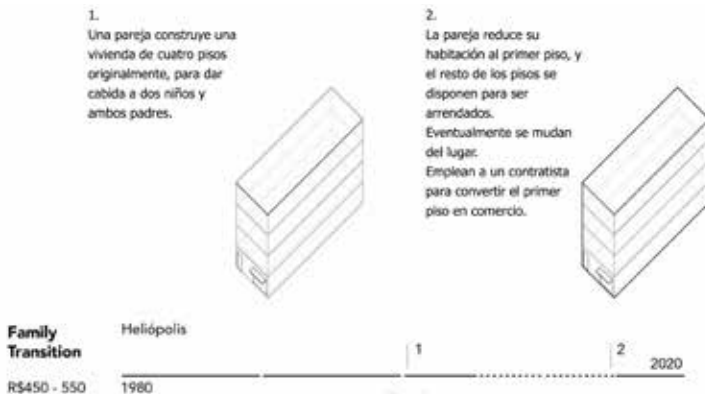 1.
Una pareja construye una
vivienda de cuatro pisos
originalmente, para dar
cabida a dos niños y
ambos padres.
2.
La pareja reduce su
habitación al primer piso, y
el resto de los pisos se
disponen para ser
arrendados.
Eventualmente se mudan
del lugar.
Emplean a un contratista
para convertir el primer
piso en comercio.
Family
Transition
Heliópolis
1
2
2020
R$450 - 550
1980